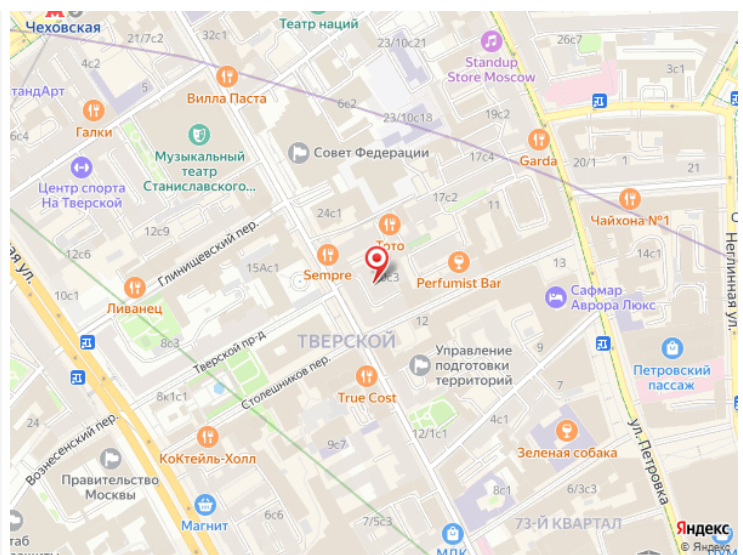 Театр наций
Чеховская
32с1
23/10с21
26с7
21/7с2
4с2
Standup
Store Moscow
3с1
5
Вилла Паста
6с2
19с2
6с4
Галки
23/10с18
Музыкальный
театр
Станиславского...
Совет Федерации
17с4
Garda
20/1
1
21
Центр спорта
На Тверской
17с2
24с1
11
Чайхона №1
12с9
Глинищевский пер.
Тото
12с6
15Ас1
Sempre
14с1
13
Неглинная ул.
10с1
Perfumist Bar
Ливанец
Сафмар
Аврора Люкс
12
8с3
Тверской пр-д
ТВЕРСКОЙ
Управление
подготовки
территорий
9
Столешников пер.
7
Петровский
пассаж
8к1с1
True Cost
24
Вознесенский пер.
4с1
ул. Петровка
12/1с1
9с7
КоКтейль-Холл
Зеленая собака
Правительство
Москвы
8с1
6/3с3
6с6
Магнит
6с2
7/5с3
73-Й КВАРТАЛ
МДК
Яндекс
© Яндекс